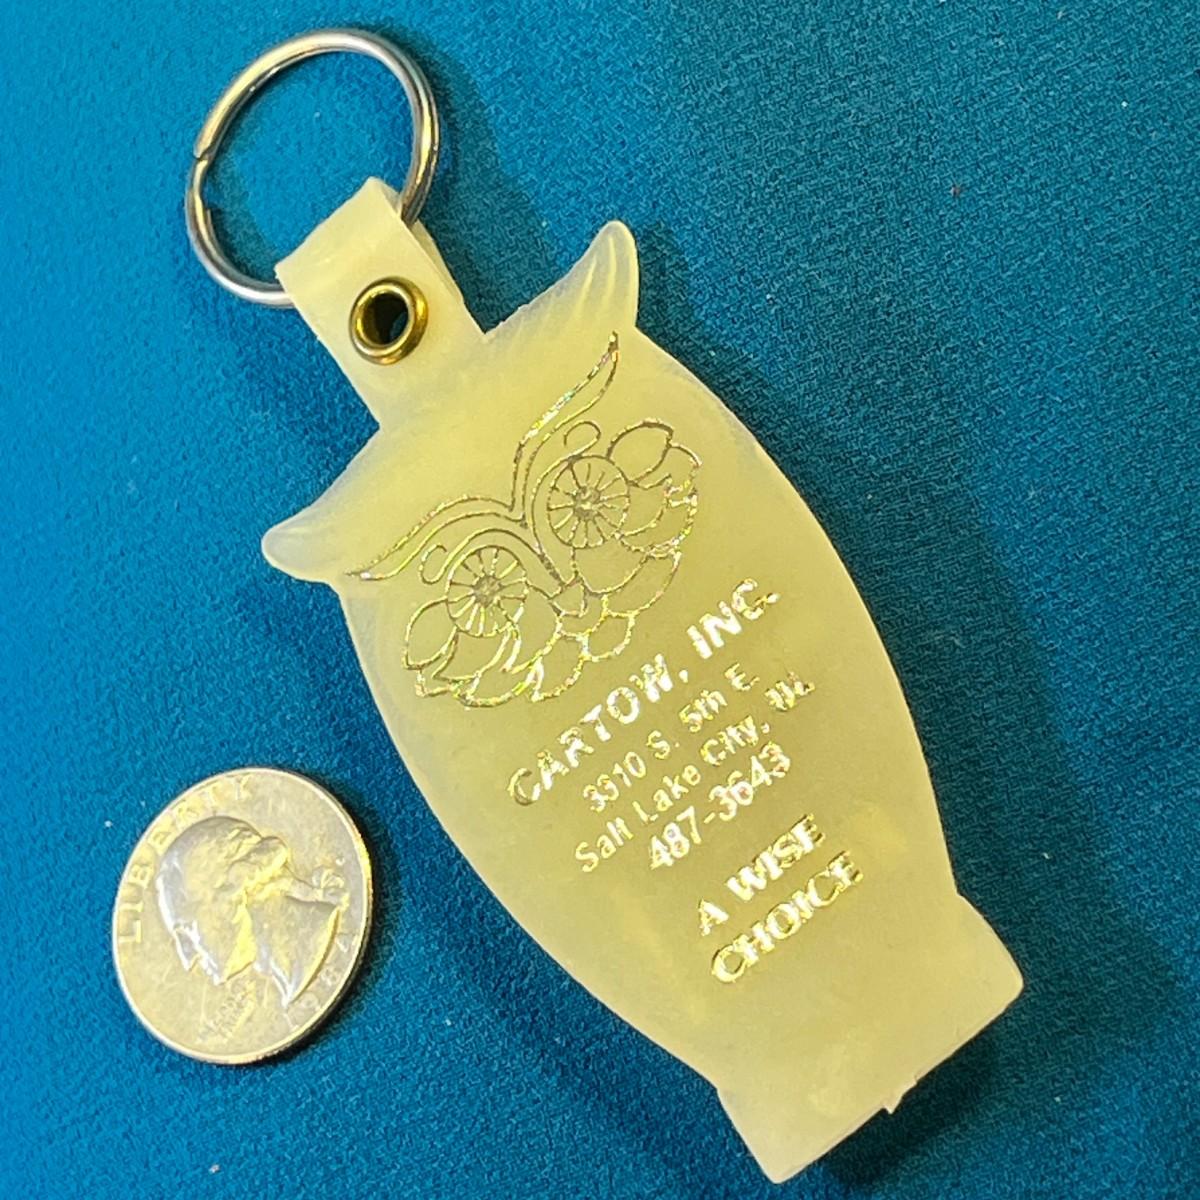 CARTOW, INC.
3310 S. 5th E.
Salt Lake City, Ut.
487-3643
A WISE
CHOICE
LIBERTY